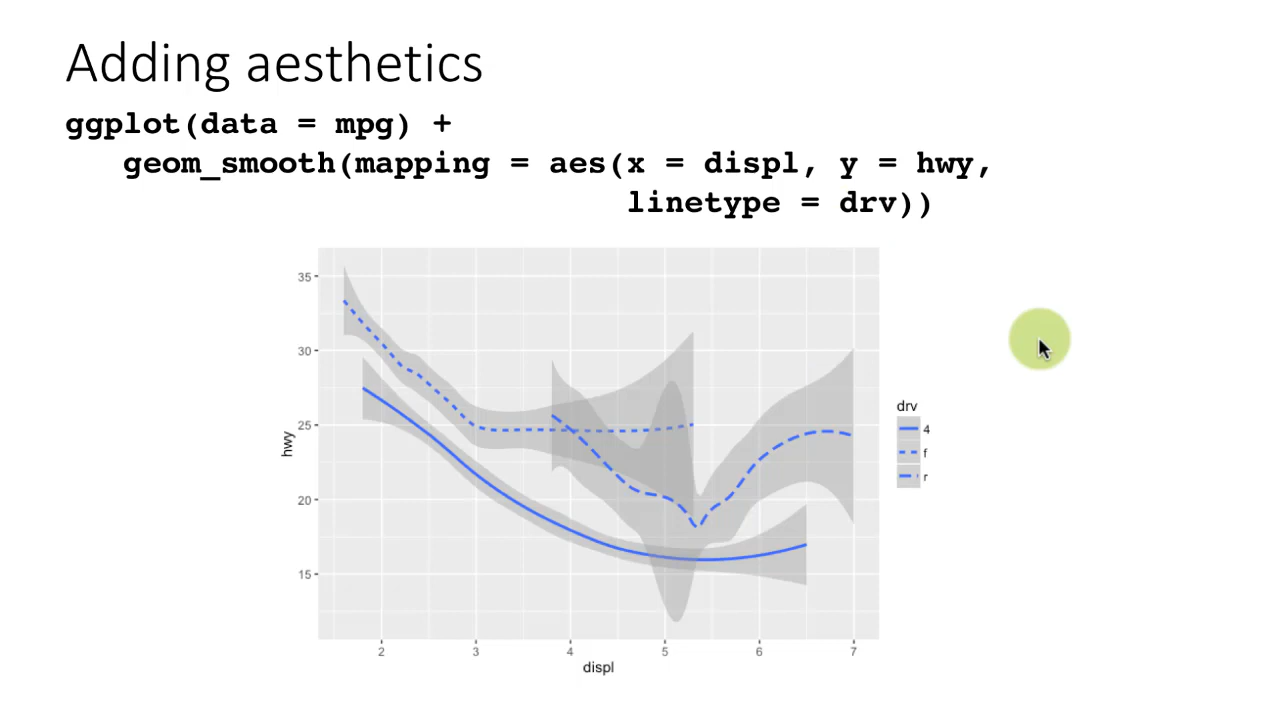 Adding aesthetics
ggplot(data = mpg) +
geom_smooth(mapping = aes(x = displ, y = hwy,
linetype = drv))
35
30
25
20
15
hwy
2 3 4 5 6 7
displ
drv
4
f
r